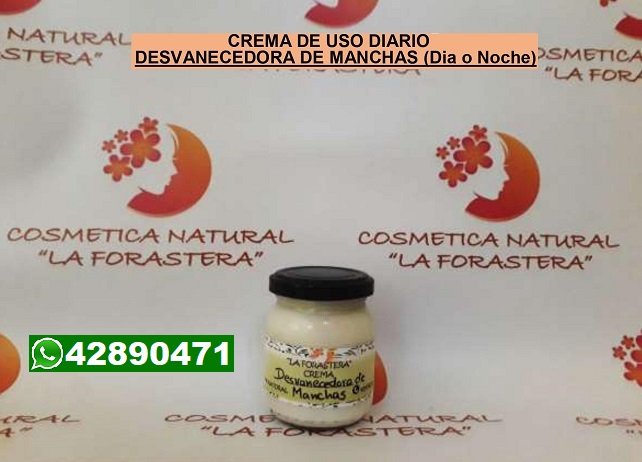 CREMA DE USO DIARIO
DESVANECEDORA DE MANCHAS (Dia o Noche)
COSMETICA NATURAL
"LA FORASTERA"
COSMETICA NATURAL
"LA FORASTERA"
COSMETICA NATURAL
"LA FORASTERA"
COSMETICA NATURAL
"LA FORASTERA"
42890471
"LA FORASTERA"
CREMA
Desvanecedora de
Manchas
COSMETICA NATURAL
"LA FORASTERA"